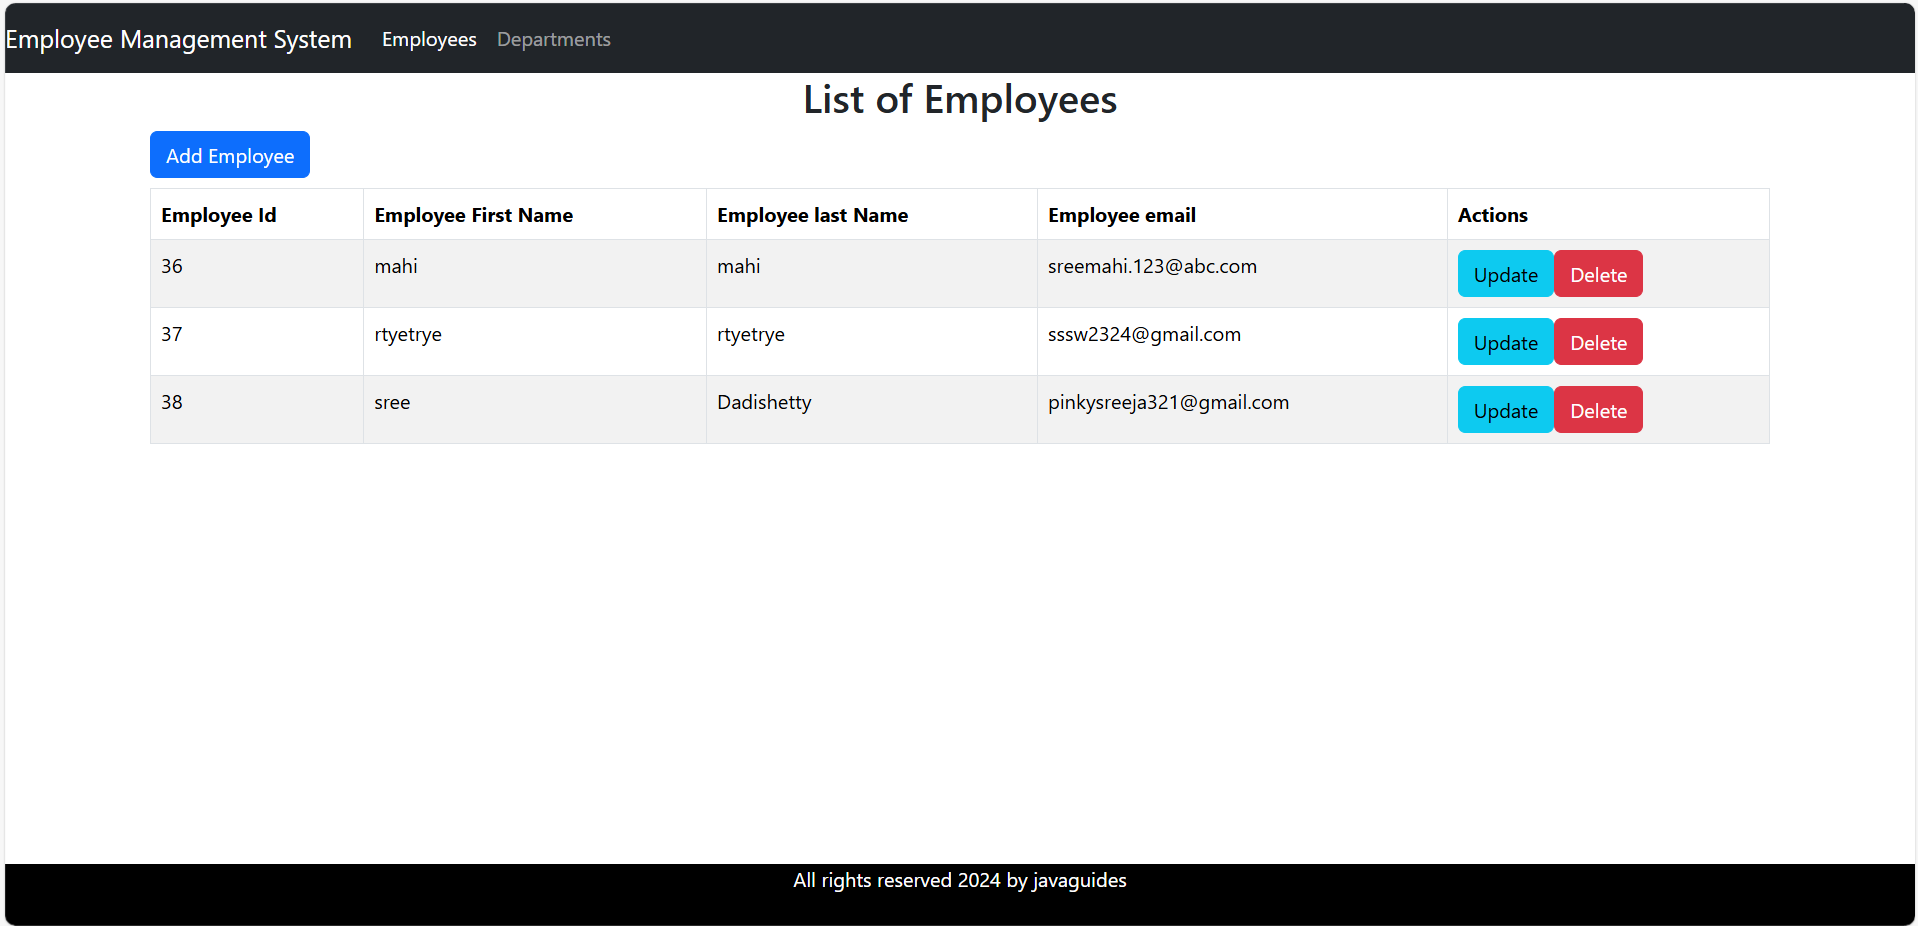 Employee Management System Employees Departments
List of Employees
Add Employee
Employee Id Employee First Name Employee last Name Employee email Actions
36 mahi mahi sreemahi.123@abc.com Update Delete
37 rtyetrye rtyetrye sssw2324@gmail.com Update Delete
38 sree Dadishetty pinkysreeja321@gmail.com Update Delete
All rights reserved 2024 by javaguides